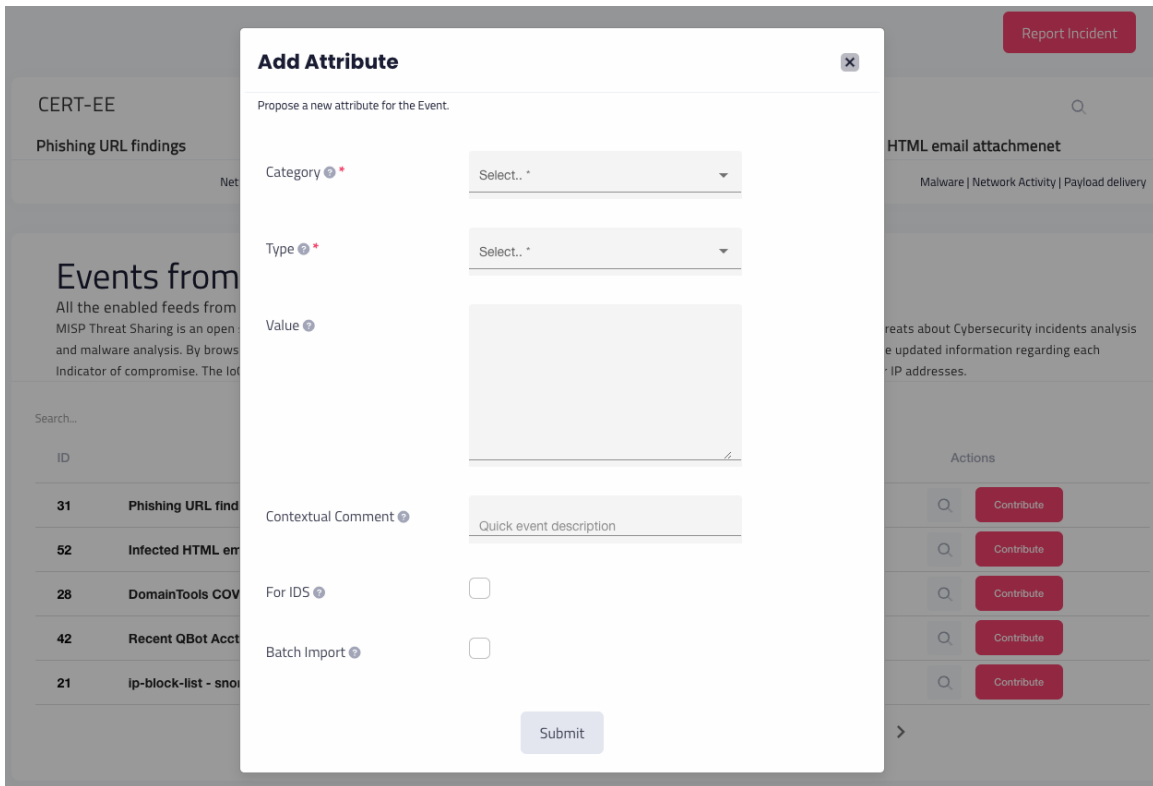 Report Incident
Add Attribute
Propose a new attribute for the Event.
CERT-EE
Phishing URL findings
HTML email attachmenet
Net
Malware | Network Activity | Payload delivery
Category *
Select.. *
Type *
Select.. *
Value
Contextual Comment
Quick event description
For IDS
Batch Import
Submit
Events from
All the enabled feeds from
MISP Threat Sharing is an open
reats about Cybersecurity incidents analysis
and malware analysis. By brows
e updated information regarding each
Indicator of compromise. The Io
IP addresses.
Search...
ID
Actions
31 Phishing URL find
Contribute
52 Infected HTML em
Contribute
28 DomainTools COV
Contribute
42 Recent QBot Acct
Contribute
21 ip-block-list - sno
Contribute